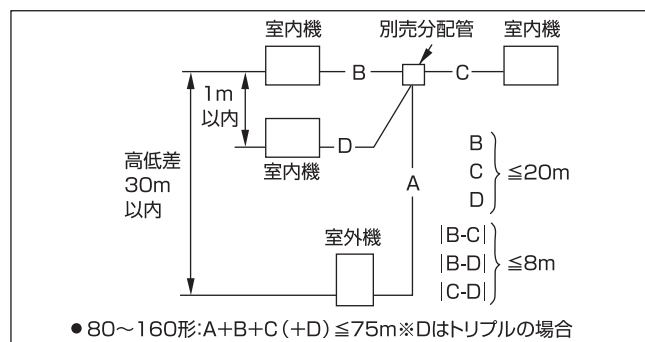 室内機
別売分配管
室内機
B
C
1m
以内
高低差
30m
以内
室内機
D
A
B
C
D
≦20m
室外機
|B-C|
|B-D|
|C-D|
≦8m
●80～160形:A+B+C(+D)≦75m※Dはトリプルの場合